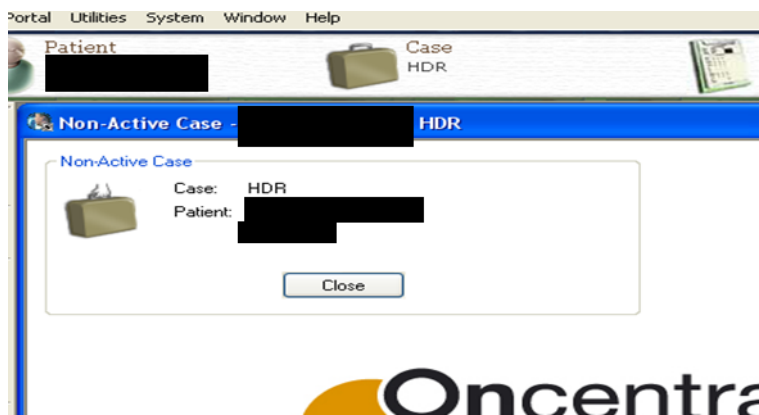 Portal Utilities System Window Help
Patient
Case
HDR
Non-Active Case - HDR
Non-Active Case
Case: HDR
Patient:
Close
Oncentra